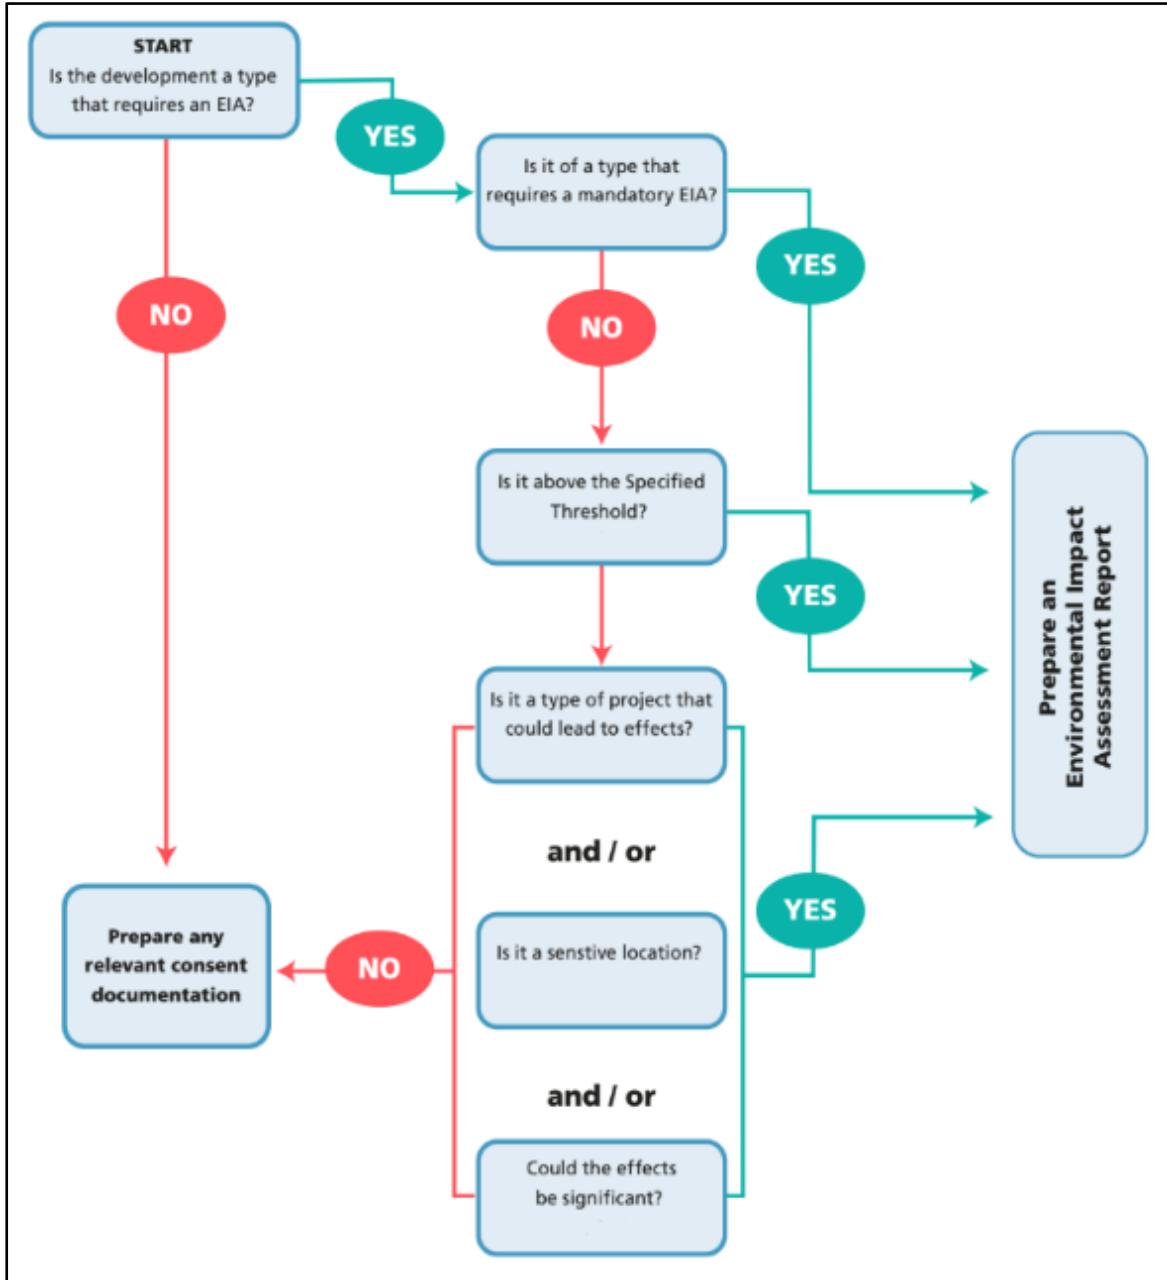 START
Is the development a type
that requires an EIA?
YES
Is it of a type that
requires a mandatory EIA?
YES
NO
NO
Is it above the Specified
Threshold?
YES
Prepare an
Environmental Impact
Assessment Report
Is it a type of project that
could lead to effects?
and / or
YES
Prepare any
relevant consent
documentation
NO
Is it a senstive location?
and / or
Could the effects
be significant?